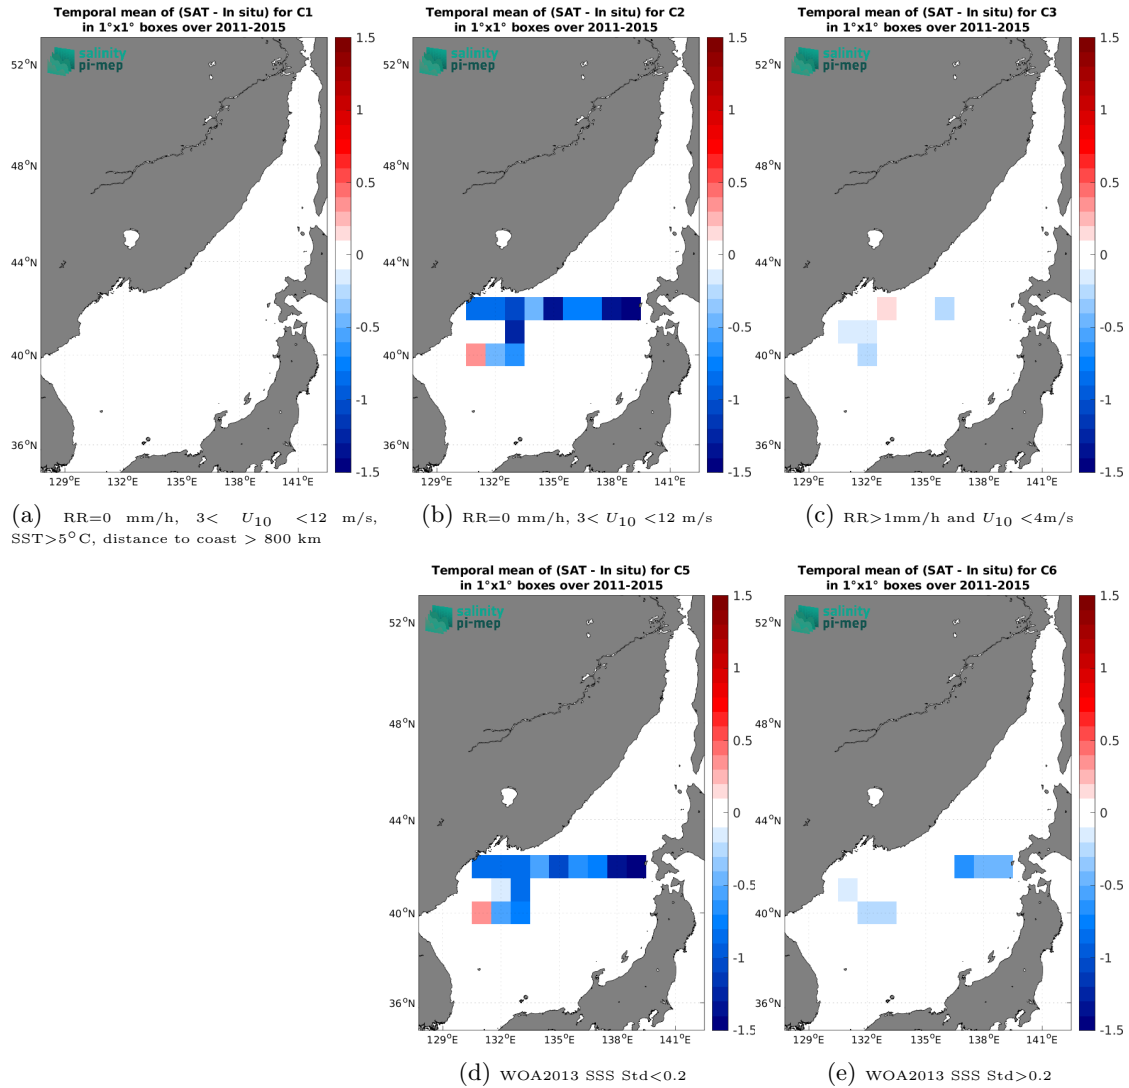 Temporal mean of (SAT - In situ) for C1
in 1°x1° boxes over 2011-2015
salinity
pi-mep
52°N
48°N
44°N
40°N
36°N
129°E 132°E 135°E 138°E 141°E
1.5
1
0.5
0
-0.5
-1
-1.5
(a) RR=0 mm/h, 3< U10 <12 m/s,
SST>5°C, distance to coast > 800 km
Temporal mean of (SAT - In situ) for C2
in 1°x1° boxes over 2011-2015
salinity
pi-mep
52°N
48°N
44°N
40°N
36°N
129°E 132°E 135°E 138°E 141°E
1.5
1
0.5
0
-0.5
-1
-1.5
(b) RR=0 mm/h, 3< U10 <12 m/s
Temporal mean of (SAT - In situ) for C3
in 1°x1° boxes over 2011-2015
salinity
pi-mep
52°N
48°N
44°N
40°N
36°N
129°E 132°E 135°E 138°E 141°E
1.5
1
0.5
0
-0.5
-1
-1.5
(c) RR>1mm/h and U10 <4m/s
Temporal mean of (SAT - In situ) for C5
in 1°x1° boxes over 2011-2015
salinity
pi-mep
52°N
48°N
44°N
40°N
36°N
129°E 132°E 135°E 138°E 141°E
1.5
1
0.5
0
-0.5
-1
-1.5
(d) WOA2013 SSS Std<0.2
Temporal mean of (SAT - In situ) for C6
in 1°x1° boxes over 2011-2015
salinity
pi-mep
52°N
48°N
44°N
40°N
36°N
129°E 132°E 135°E 138°E 141°E
1.5
1
0.5
0
-0.5
-1
-1.5
(e) WOA2013 SSS Std>0.2